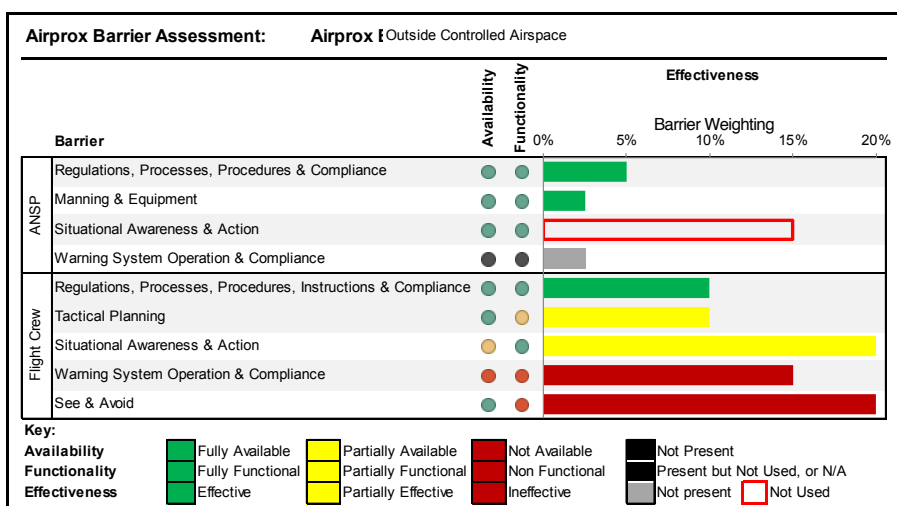 Airprox Barrier Assessment: Airprox Outside Controlled Airspace
Availability
Functionality
Effectiveness
Barrier Weighting
Barrier
0% 5% 10% 15% 20%
ANSP
Regulations, Processes, Procedures & Compliance
Manning & Equipment
Situational Awareness & Action
Warning System Operation & Compliance
Flight Crew
Regulations, Processes, Procedures, Instructions & Compliance
Tactical Planning
Situational Awareness & Action
Warning System Operation & Compliance
See & Avoid
Key:
Availability Fully Available Partially Available Not Available Not Present
Functionality Fully Functional Partially Functional Non Functional Present but Not Used, or N/A
Effectiveness Effective Partially Effective Ineffective Not present Not Used